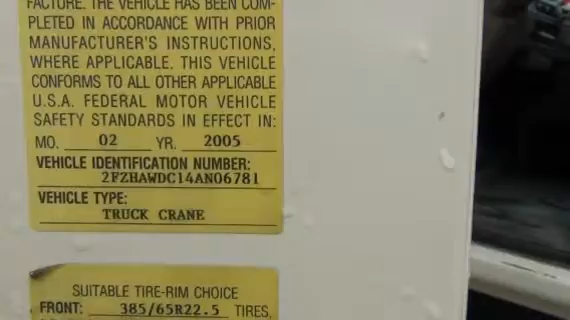 FACTURE. THE VEHICLE HAS BEEN COM-
PLETED IN ACCORDANCE WITH PRIOR
MANUFACTURER'S INSTRUCTIONS,
WHERE APPLICABLE. THIS VEHICLE
CONFORMS TO ALL OTHER APPLICABLE
U.S.A. FEDERAL MOTOR VEHICLE
SAFETY STANDARDS IN EFFECT IN:
MO. 02 YR. 2005
VEHICLE IDENTIFICATION NUMBER:
2FZHAWDC14AN06781
VEHICLE TYPE:
TRUCK CRANE
SUITABLE TIRE-RIM CHOICE
FRONT: 385/65R22.5 TIRES,